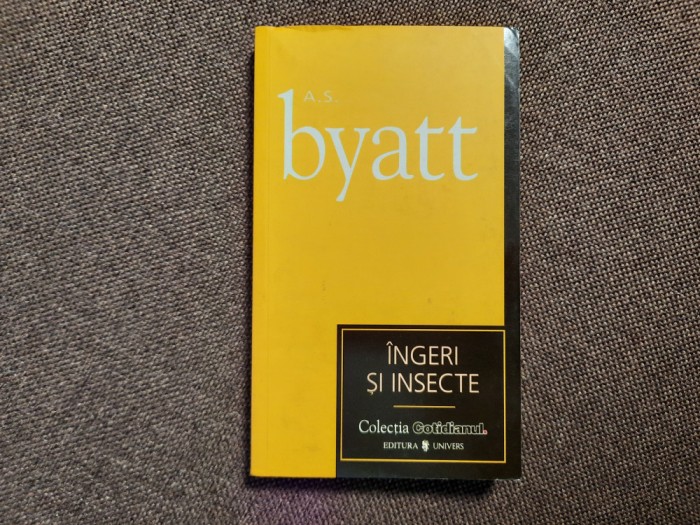 A.S.
byatt
ÎNGERI
ȘI INSECTE
Colecția Cotidianul.
EDITURA UNIVERS